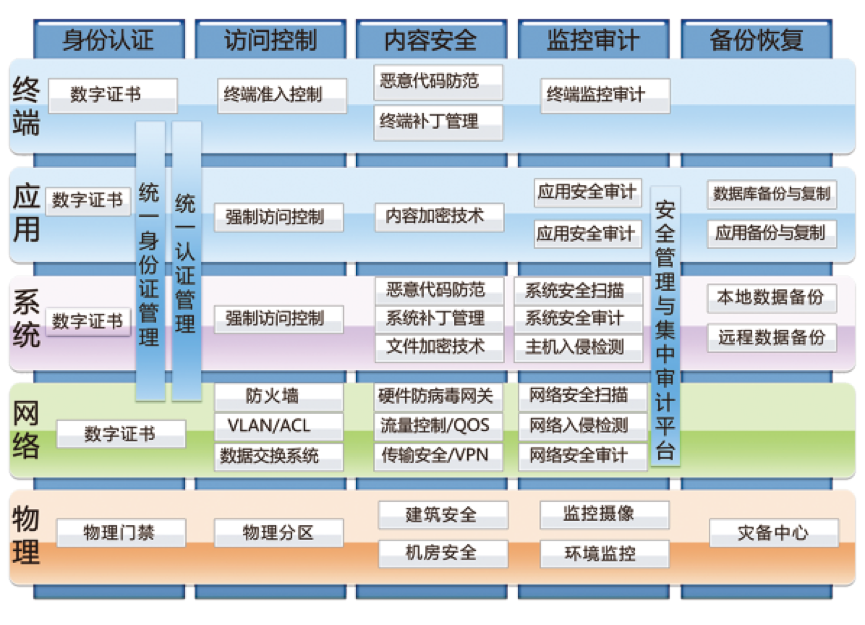 身份认证
访问控制
内容安全
监控审计
备份恢复
终端
数字证书
终端准入控制
恶意代码防范
终端补丁管理
终端监控审计
统一身份证管理
统一认证管理
应用
数字证书
强制访问控制
内容加密技术
应用安全审计
应用安全审计
安全管理与集中审计平台
数据库备份与复制
应用备份与复制
系统
数字证书
强制访问控制
恶意代码防范
系统补丁管理
文件加密技术
系统安全扫描
系统安全审计
主机入侵检测
本地数据备份
远程数据备份
网络
数字证书
防火墙
VLAN/ACL
数据交换系统
硬件防病毒网关
流量控制/QOS
传输安全/VPN
网络安全扫描
网络入侵检测
网络安全审计
物理
物理门禁
物理分区
建筑安全
机房安全
监控摄像
环境监控
灾备中心